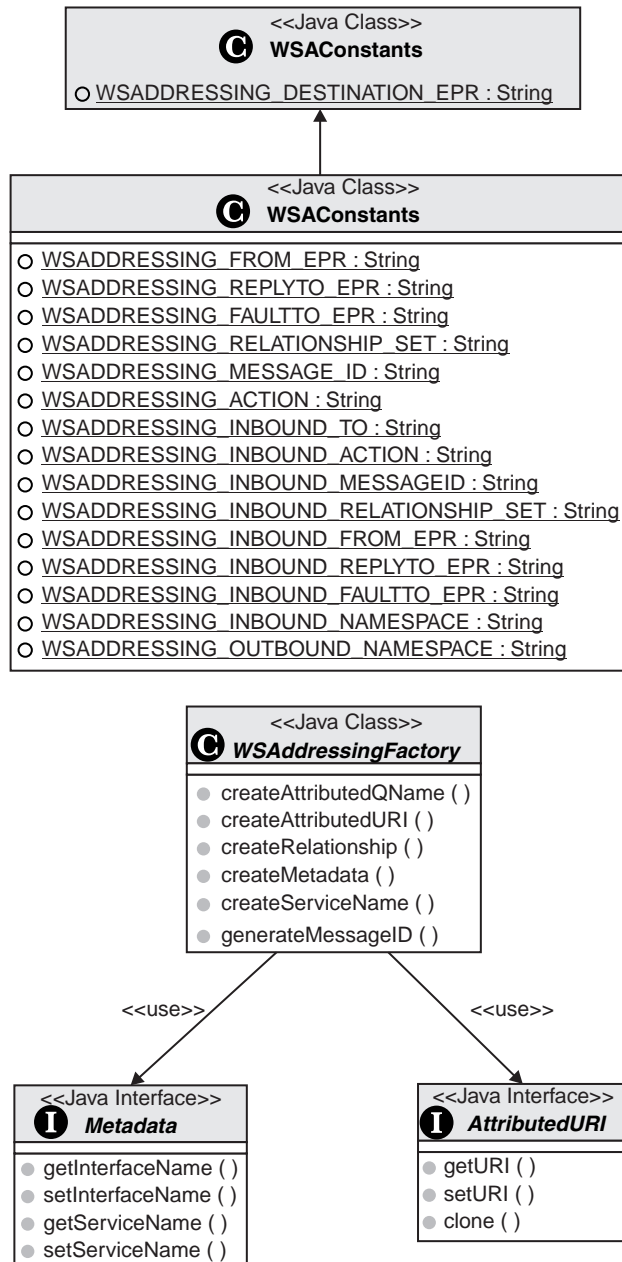 <<Java Class>>
C WSAConstants
WSADDRESSING_DESTINATION_EPR : String
<<Java Class>>
C WSAConstants
WSADDRESSING_FROM_EPR : String
WSADDRESSING_REPLYTO_EPR : String
WSADDRESSING_FAULTTO_EPR : String
WSADDRESSING_RELATIONSHIP_SET : String
WSADDRESSING_MESSAGE_ID : String
WSADDRESSING_ACTION : String
WSADDRESSING_INBOUND_TO : String
WSADDRESSING_INBOUND_ACTION : String
WSADDRESSING_INBOUND_MESSAGEID : String
WSADDRESSING_INBOUND_RELATIONSHIP_SET : String
WSADDRESSING_INBOUND_FROM_EPR : String
WSADDRESSING_INBOUND_REPLYTO_EPR : String
WSADDRESSING_INBOUND_FAULTTO_EPR : String
WSADDRESSING_INBOUND_NAMESPACE : String
WSADDRESSING_OUTBOUND_NAMESPACE : String
<<Java Class>>
C WSAddressingFactory
createAttributedQName ( )
createAttributedURI ( )
createRelationship ( )
createMetadata ( )
createServiceName ( )
generateMessageID ( )
<<use>>
<<use>>
<<Java Interface>>
I Metadata
getInterfaceName ( )
setInterfaceName ( )
getServiceName ( )
setServiceName ( )
<<Java Interface>>
I AttributedURI
getURI ( )
setURI ( )
clone ( )